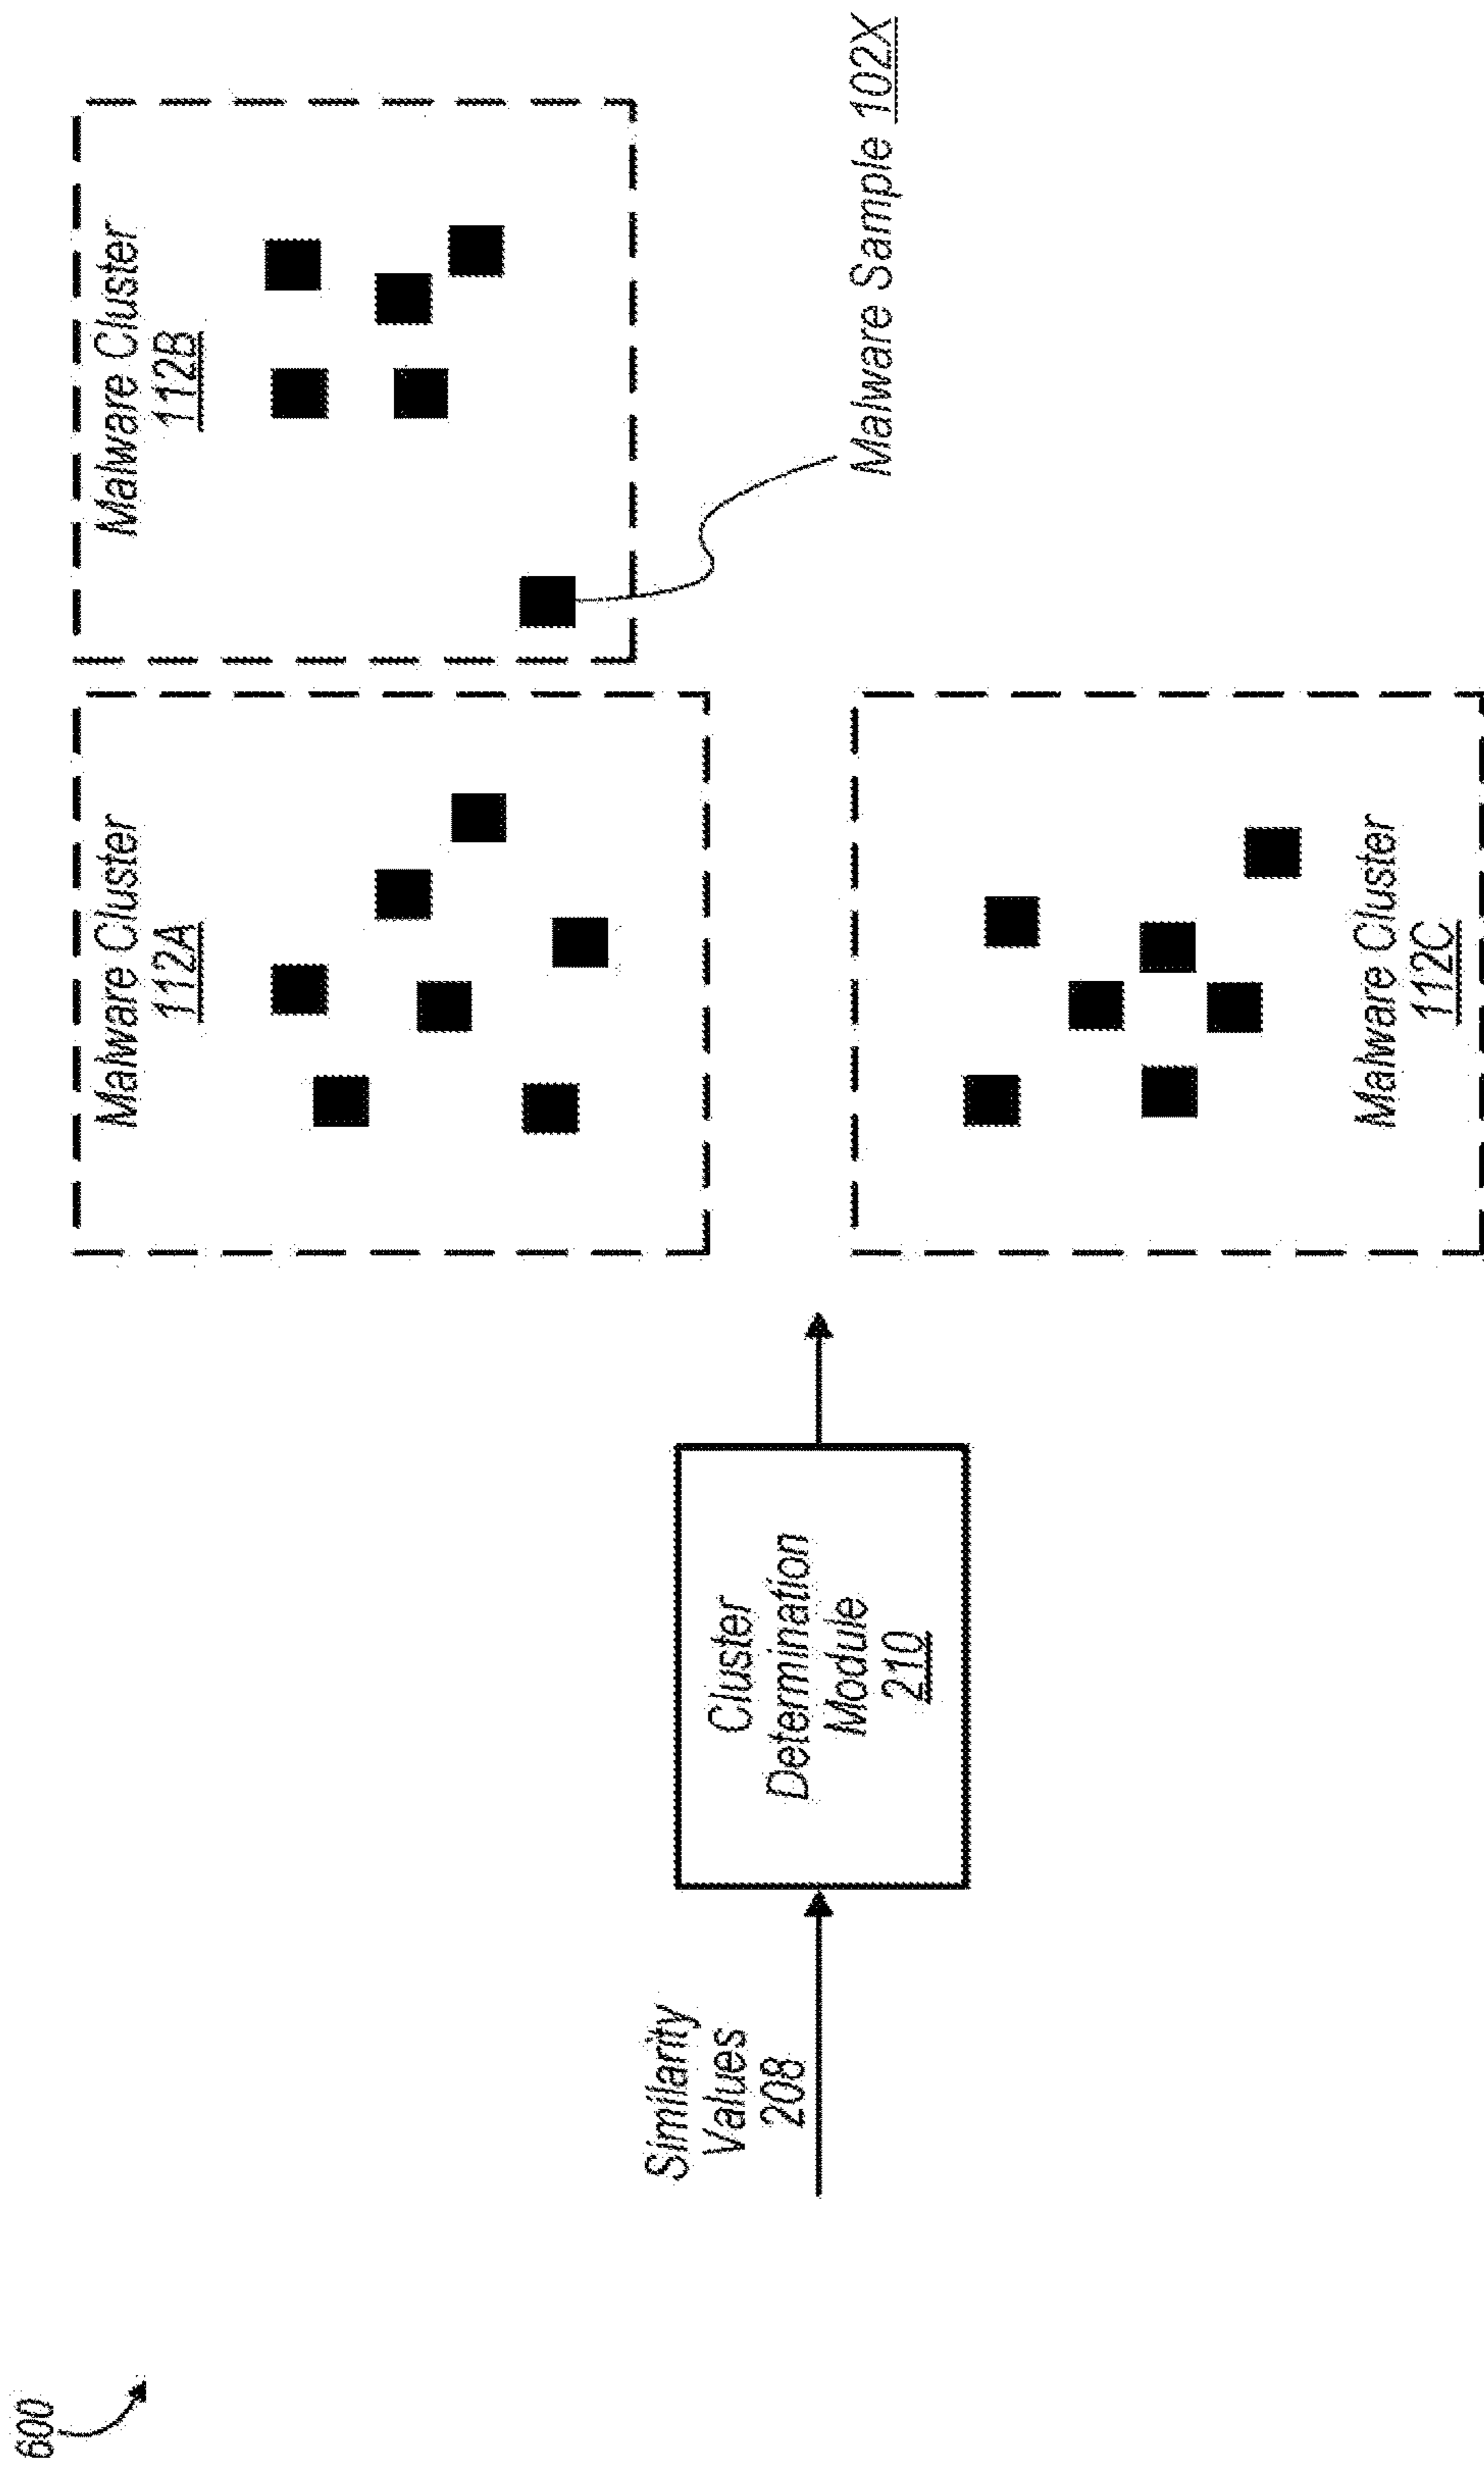 600
Similarity
Values
208
Cluster
Determination
Module
210
Malware Cluster
112A
Malware Cluster
112B
Malware Sample 102X
Malware Cluster
112C